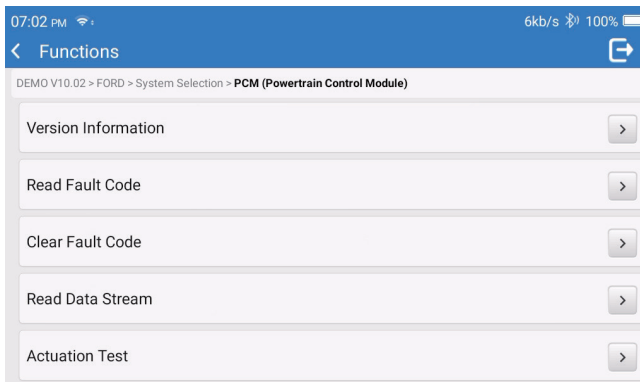 07:02 PM 6kb/s 100%
Functions
DEMO V10.02 > FORD > System Selection > PCM (Powertrain Control Module)
Version Information
Read Fault Code
Clear Fault Code
Read Data Stream
Actuation Test